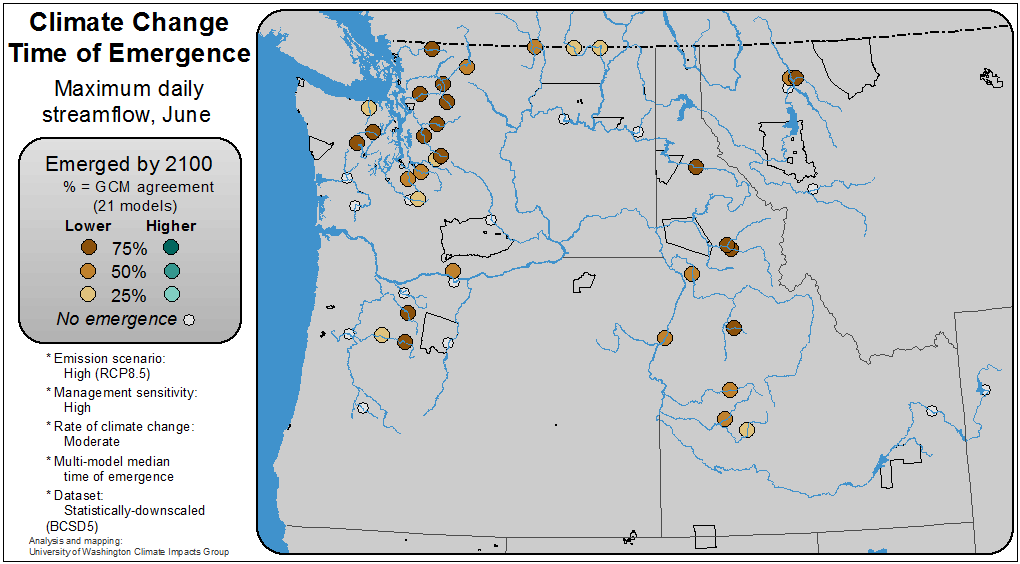 Climate Change
Time of Emergence
Maximum daily
streamflow, June
Emerged by 2100
% = GCM agreement
(21 models)
Lower Higher
75%
50%
25%
No emergence
* Emission scenario:
High (RCP8.5)
* Management sensitivity:
High
* Rate of climate change:
Moderate
* Multi-model median
time of emergence
* Dataset:
Statistically-downscaled
(BCSD5)
Analysis and mapping:
University of Washington Climate Impacts Group